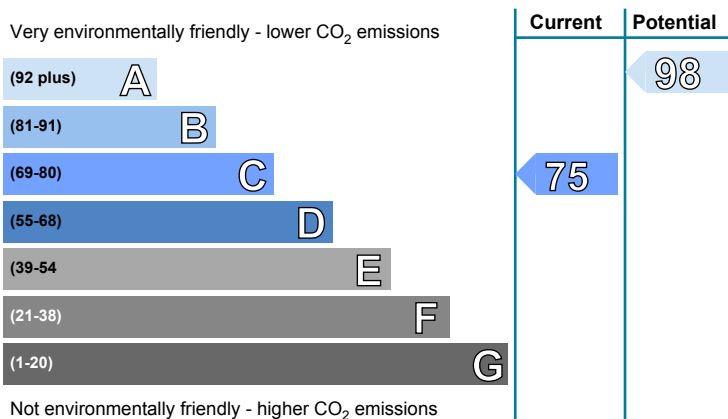 Current Potential
Very environmentally friendly - lower CO2 emissions
(92 plus) A 98
(81-91) B
(69-80) C 75
(55-68) D
(39-54 E
(21-38) F
(1-20) G
Not environmentally friendly - higher CO2 emissions